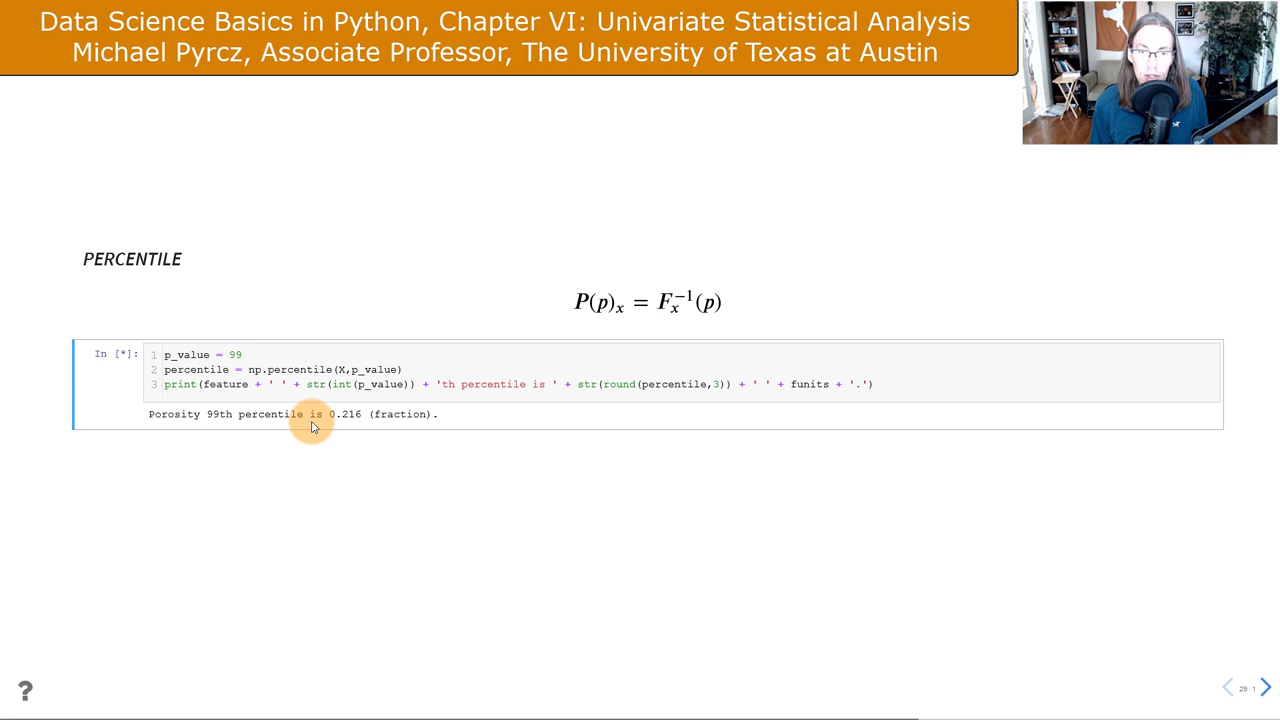 Data Science Basics in Python, Chapter VI: Univariate Statistical Analysis
Michael Pyrcz, Associate Professor, The University of Texas at Austin
PERCENTILE
P(p)ₓ = Fₓ⁻¹(p)
In [*]:
1 p_value = 99
2 percentile = np.percentile(X,p_value)
3 print(feature + ' ' + str(int(p_value)) + 'th percentile is ' + str(round(percentile,3)) + ' ' + funits + '.')
Porosity 99th percentile is 0.216 (fraction).
?
29.1